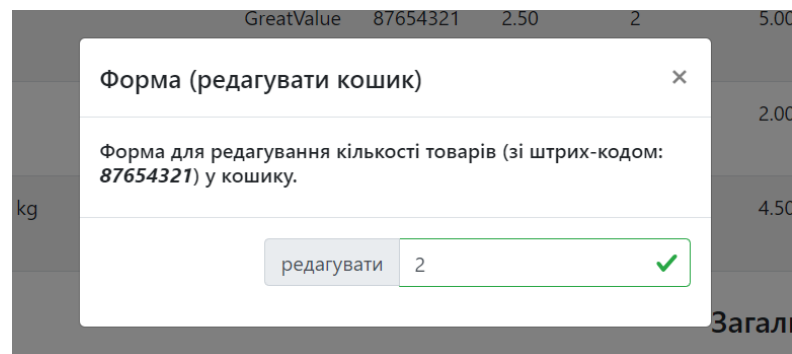 GreatValue 87654321 2.50 2 5.00
Форма (редагувати кошик) ×
2.00
Форма для редагування кількості товарів (зі штрих-кодом:
87654321) у кошику.
kg 4.50
редагувати 2